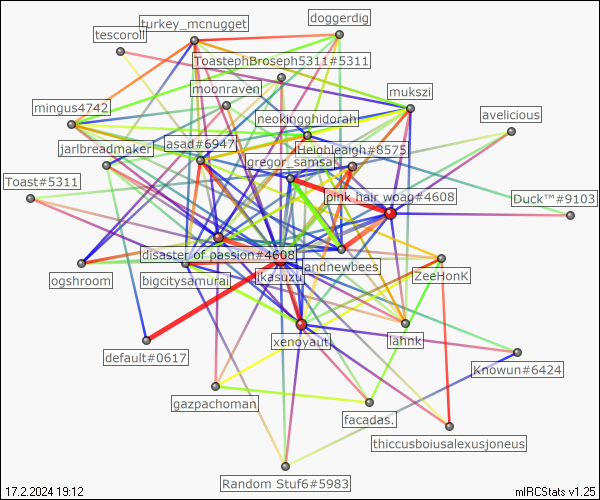 doggerdig
turkey_mcnugget
tescoroll
ToastephBroseph5311#5311
moonraven
mukszi
mingus4742
avelicious
neokingghidorah
asad#6947
jarlbreadmaker
Heighleigh#8575
gregor_samsa
Toast#5311
pink hair woag#4608
Duck™#9103
disaster of passion#4608
andnewbees
ZeeHonK
ogshroom
bigcitysamurai
ikasuzu
xenoyaut
lahnk
default#0617
Knowun#6424
gazpachoman
facadas.
thiccusboiusalexusjoneus
Random Stuf6#5983
17.2.2024 19:12
mIRCStats v1.25